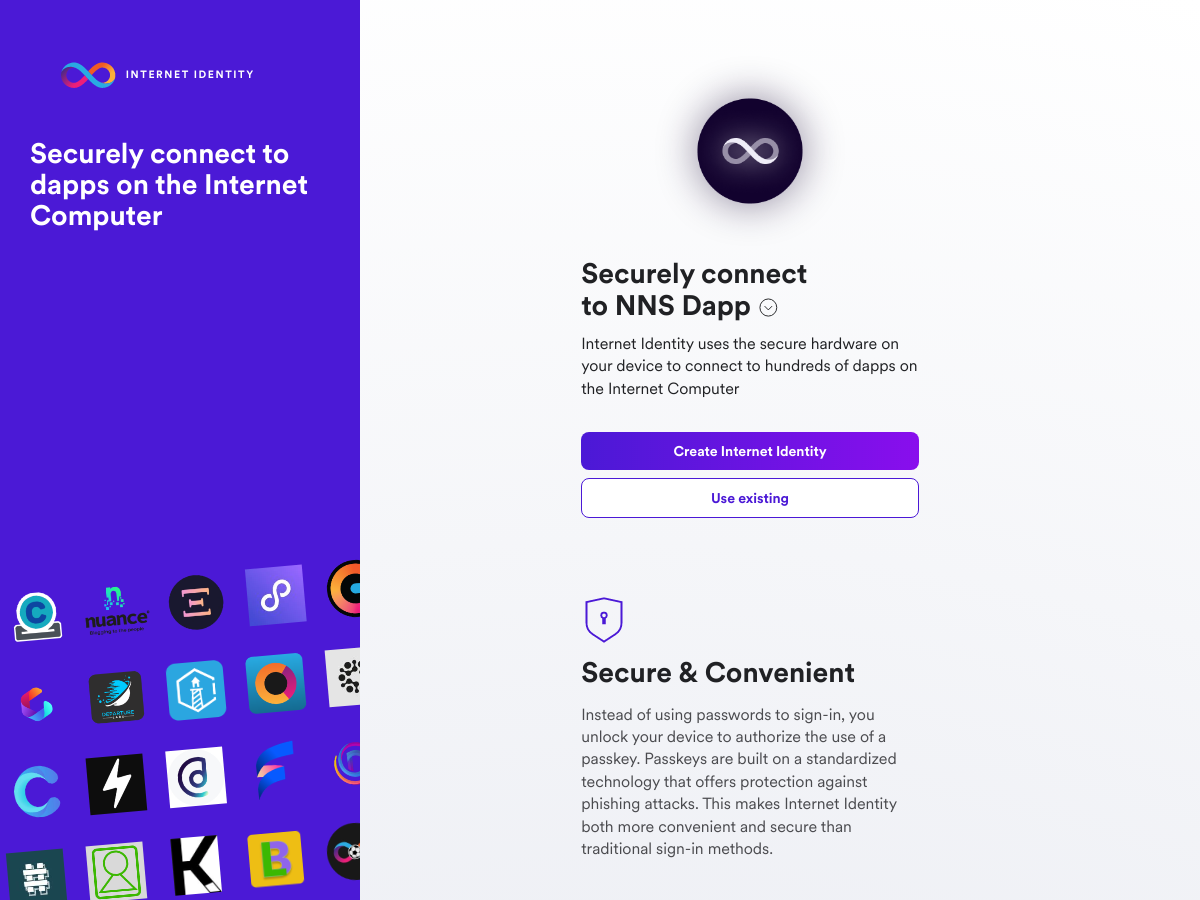 INTERNET IDENTITY
Securely connect to
dapps on the Internet
Computer
nuance
DEPARTURE
LABS
Securely connect
to NNS Dapp
Internet Identity uses the secure hardware on
your device to connect to hundreds of dapps on
the Internet Computer
Create Internet Identity
Use existing
Secure & Convenient
Instead of using passwords to sign-in, you
unlock your device to authorize the use of a
passkey. Passkeys are built on a standardized
technology that offers protection against
phishing attacks. This makes Internet Identity
both more convenient and secure than
traditional sign-in methods.